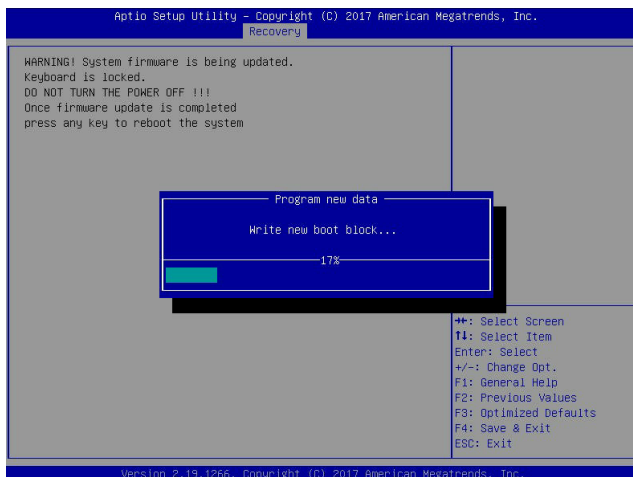 Aptio Setup Utility – Copyright (C) 2017 American Megatrends, Inc.
Recovery
WARNING! System firmware is being updated.
Keyboard is locked.
DO NOT TURN THE POWER OFF !!!
Once firmware update is completed
press any key to reboot the system
Program new data
Write new boot block...
17%
→←: Select Screen
↑↓: Select Item
Enter: Select
+/-: Change Opt.
F1: General Help
F2: Previous Values
F3: Optimized Defaults
F4: Save & Exit
ESC: Exit
Version 2.19.1266. Copyright (C) 2017 American Megatrends, Inc.